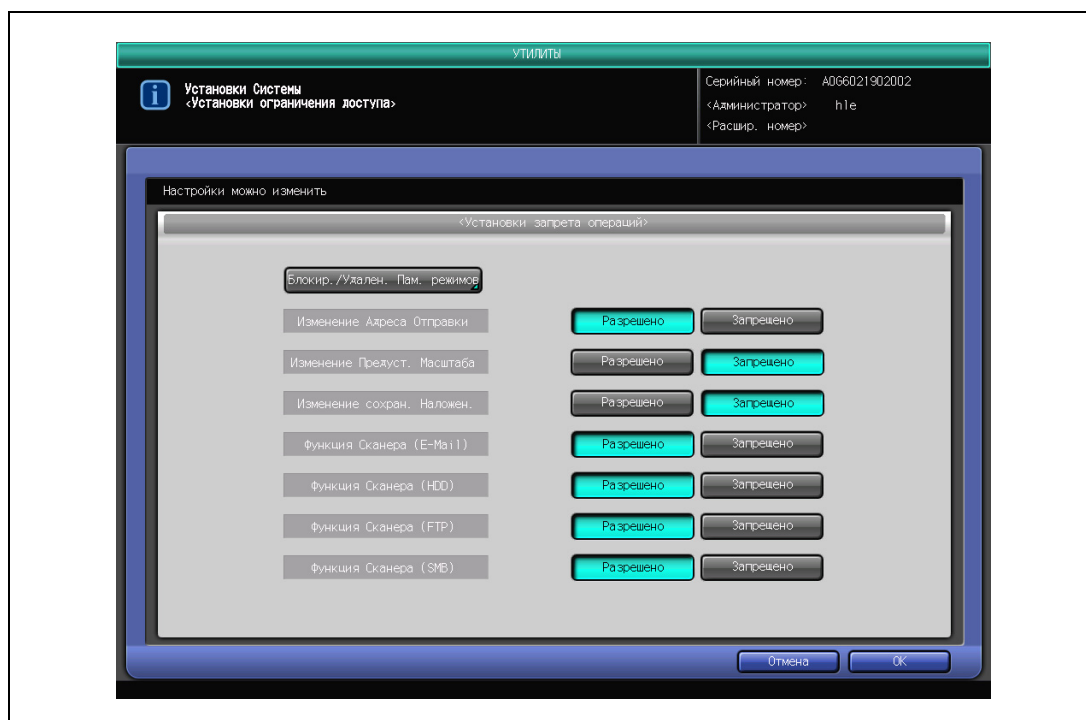 УТИЛИТЫ
Установки Системы
<Установки ограничения доступа>
Серийный номер: A0G6021902002
<Администратор> hle
<Расшир. номер>
Настройки можно изменить
<Установки запрета операций>
Блокир./Удален. Пам. режимов
Изменение Адреса Отправки Разрешено Запрещено
Изменение Предуст. Масштаба Разрешено Запрещено
Изменение сохран. Наложен. Разрешено Запрещено
Функция Сканера (E-Mail) Разрешено Запрещено
Функция Сканера (HDD) Разрешено Запрещено
Функция Сканера (FTP) Разрешено Запрещено
Функция Сканера (SMB) Разрешено Запрещено
Отмена OK